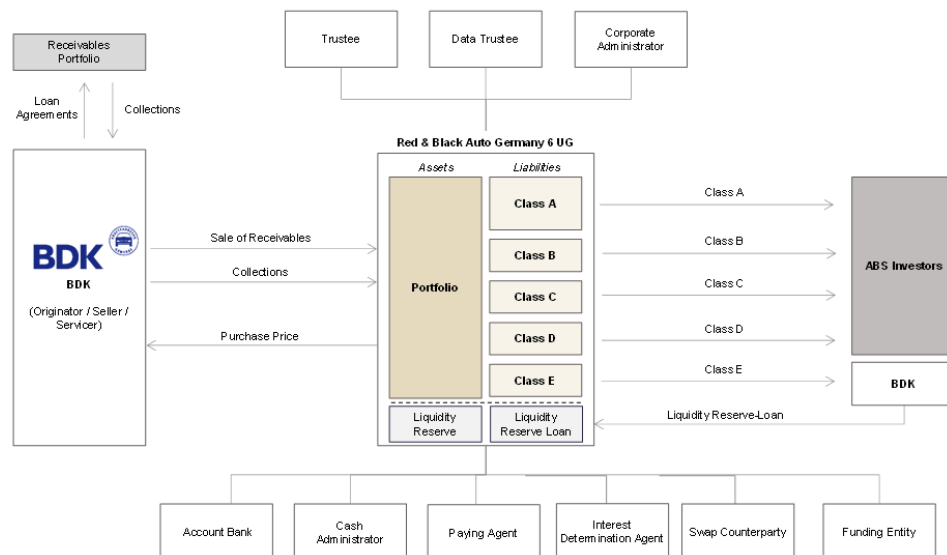 Receivables
Portfolio
Trustee
Data Trustee
Corporate
Administrator
Loan
Agreements
Collections
Red & Black Auto Germany 6 UG
Assets
Liabilities
BDK
BDK
(Originator / Seller /
Servicer)
Sale of Receivables
Collections
Purchase Price
Portfolio
Class A
Class B
Class C
Class D
Class E
Liquidity
Reserve
Liquidity
Reserve Loan
Class A
Class B
Class C
Class D
Class E
Liquidity Reserve-Loan
ABS Investors
BDK
Account Bank
Cash
Administrator
Paying Agent
Interest
Determination Agent
Swap Counterparty
Funding Entity